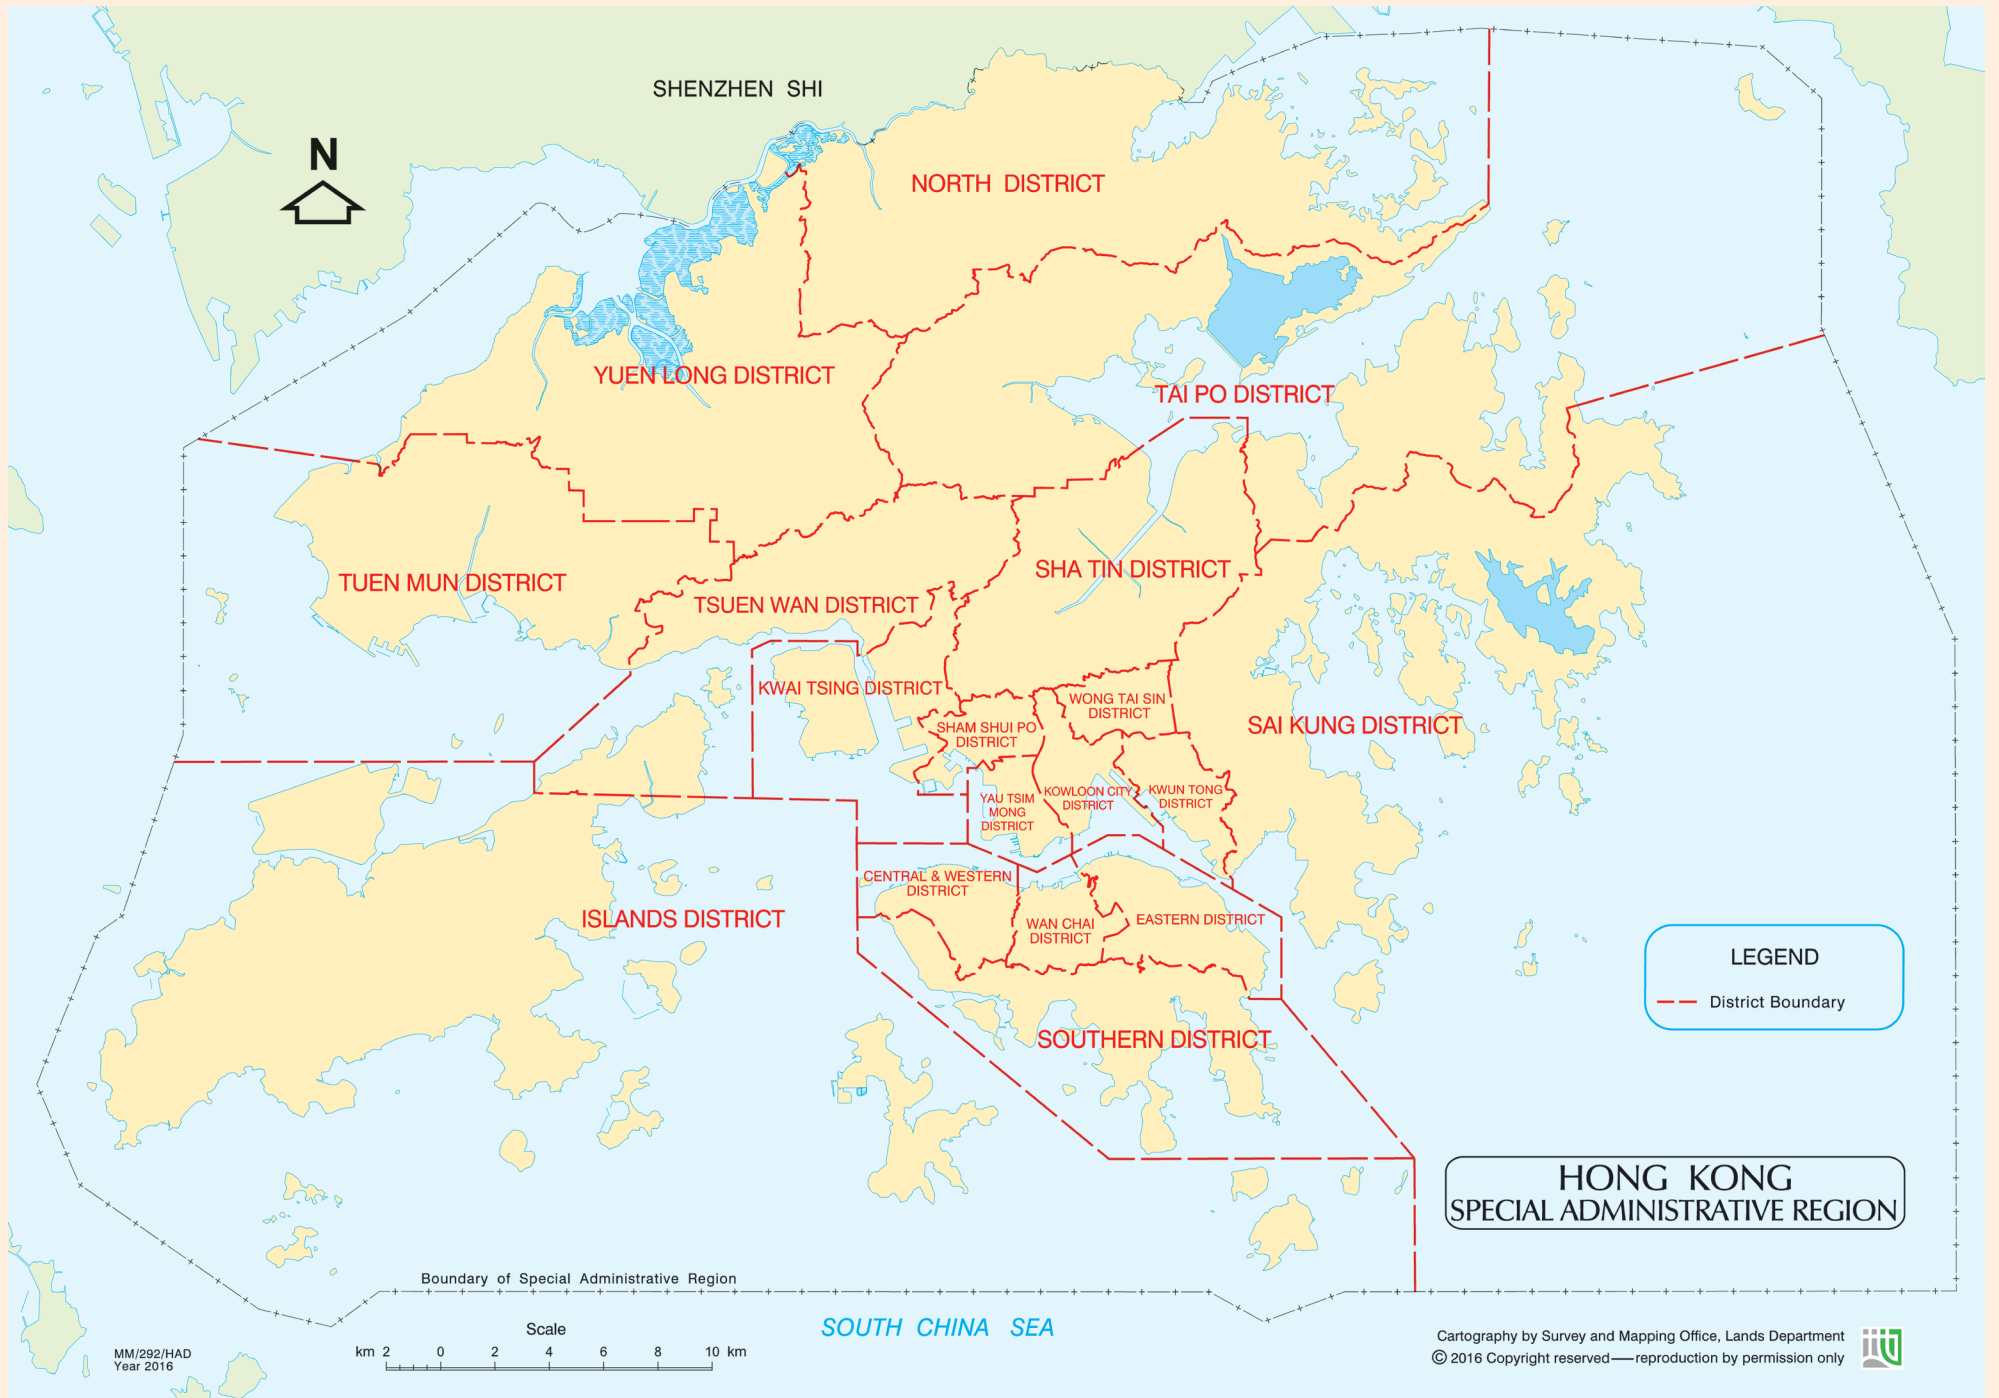 SHENZHEN SHI
N
NORTH DISTRICT
YUEN LONG DISTRICT
TAI PO DISTRICT
TUEN MUN DISTRICT
SHA TIN DISTRICT
TSUEN WAN DISTRICT
KWAI TSING DISTRICT
WONG TAI SIN
DISTRICT
SHAM SHUI PO
DISTRICT
SAI KUNG DISTRICT
YAU TSIM
MONG
DISTRICT
KOWLOON CITY
DISTRICT
KWUN TONG
DISTRICT
CENTRAL & WESTERN
DISTRICT
ISLANDS DISTRICT
WAN CHAI
DISTRICT
EASTERN DISTRICT
SOUTHERN DISTRICT
LEGEND
District Boundary
HONG KONG
SPECIAL ADMINISTRATIVE REGION
Boundary of Special Administrative Region
SOUTH CHINA SEA
Scale
km 2 0 2 4 6 8 10 km
MM/292/HAD
Year 2016
Cartography by Survey and Mapping Office, Lands Department
© 2016 Copyright reserved—reproduction by permission only